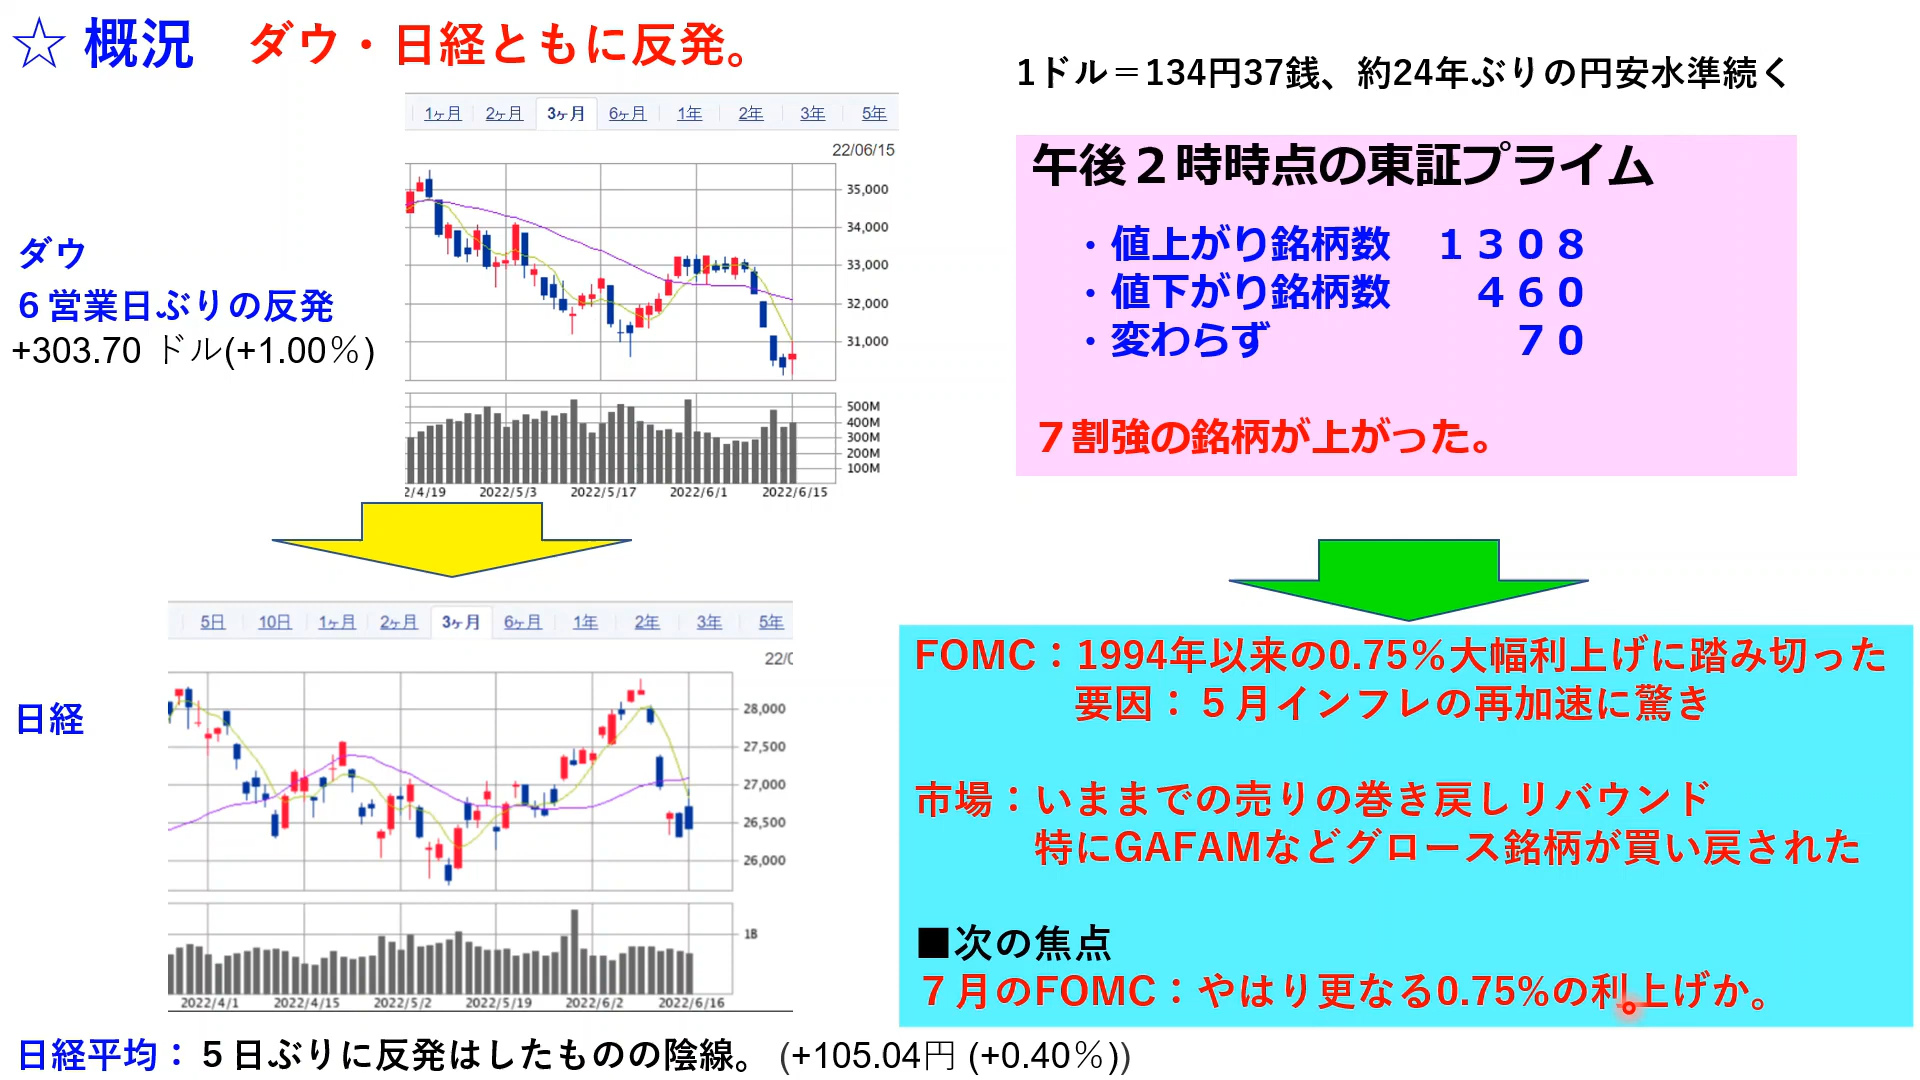 ☆ 概況 ダウ・日経ともに反発。
1ドル＝134円37銭、約24年ぶりの円安水準続く
1ヶ月 2ヶ月 3ヶ月 6ヶ月 1年 2年 3年 5年
22/06/15
35,000
34,000
33,000
32,000
31,000
500M
400M
300M
200M
100M
2/4/19 2022/5/3 2022/5/17 2022/6/1 2022/6/15
ダウ
６営業日ぶりの反発
+303.70 ドル(+1.00％)
午後２時時点の東証プライム
・値上がり銘柄数 １３０８
・値下がり銘柄数 ４６０
・変わらず ７０
７割強の銘柄が上がった。
5日 10日 1ヶ月 2ヶ月 3ヶ月 6ヶ月 1年 2年 3年 5年
22/0
28,000
27,500
27,000
26,500
26,000
1B
2022/4/1 2022/4/15 2022/5/2 2022/5/19 2022/6/2 2022/6/16
日経
FOMC：1994年以来の0.75％大幅利上げに踏み切った
要因：５月インフレの再加速に驚き
市場：いままでの売りの巻き戻しリバウンド
特にGAFAMなどグロース銘柄が買い戻された
■次の焦点
７月のFOMC：やはり更なる0.75%の利上げか。
日経平均：５日ぶりに反発はしたものの陰線。 (+105.04円 (+0.40％))